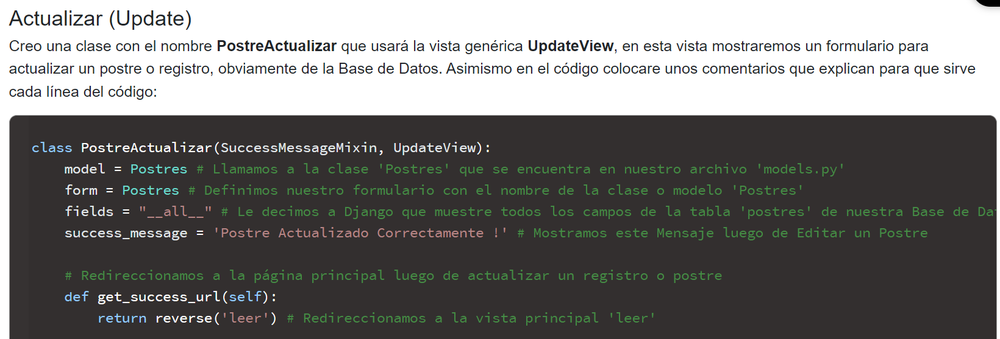 Actualizar (Update)
Creo una clase con el nombre PostreActualizar que usará la vista genérica UpdateView, en esta vista mostraremos un formulario para
actualizar un postre o registro, obviamente de la Base de Datos. Asimismo en el código colocare unos comentarios que explican para que sirve
cada línea del código:
class PostreActualizar(SuccessMessageMixin, UpdateView):
    model = Postres # Llamamos a la clase 'Postres' que se encuentra en nuestro archivo 'models.py'
    form = Postres # Definimos nuestro formulario con el nombre de la clase o modelo 'Postres'
    fields = "__all__" # Le decimos a Django que muestre todos los campos de la tabla 'postres' de nuestra Base de
    success_message = 'Postre Actualizado Correctamente !' # Mostramos este Mensaje luego de Editar un Postre
    # Redireccionamos a la página principal luego de actualizar un registro o postre
    def get_success_url(self):
        return reverse('leer') # Redireccionamos a la vista principal 'leer'